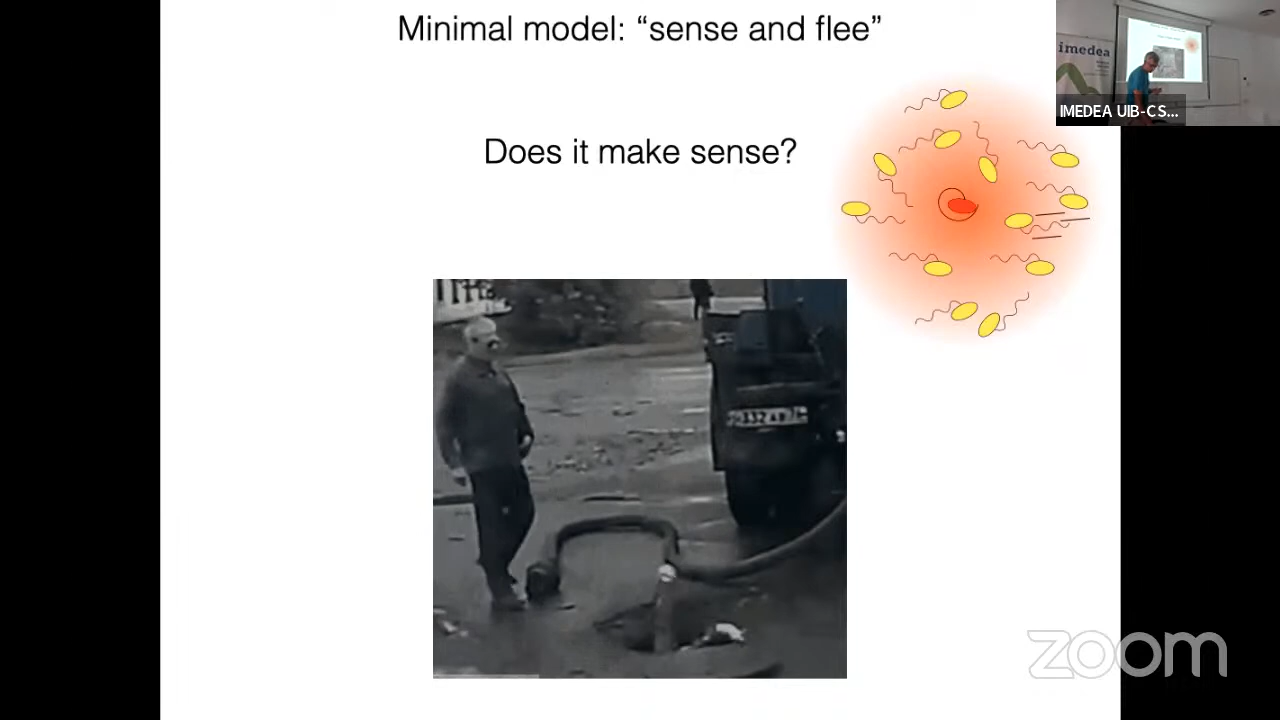 Minimal model: “sense and flee”
Does it make sense?
imedea
IMEDEA UIB-CS...
zoom